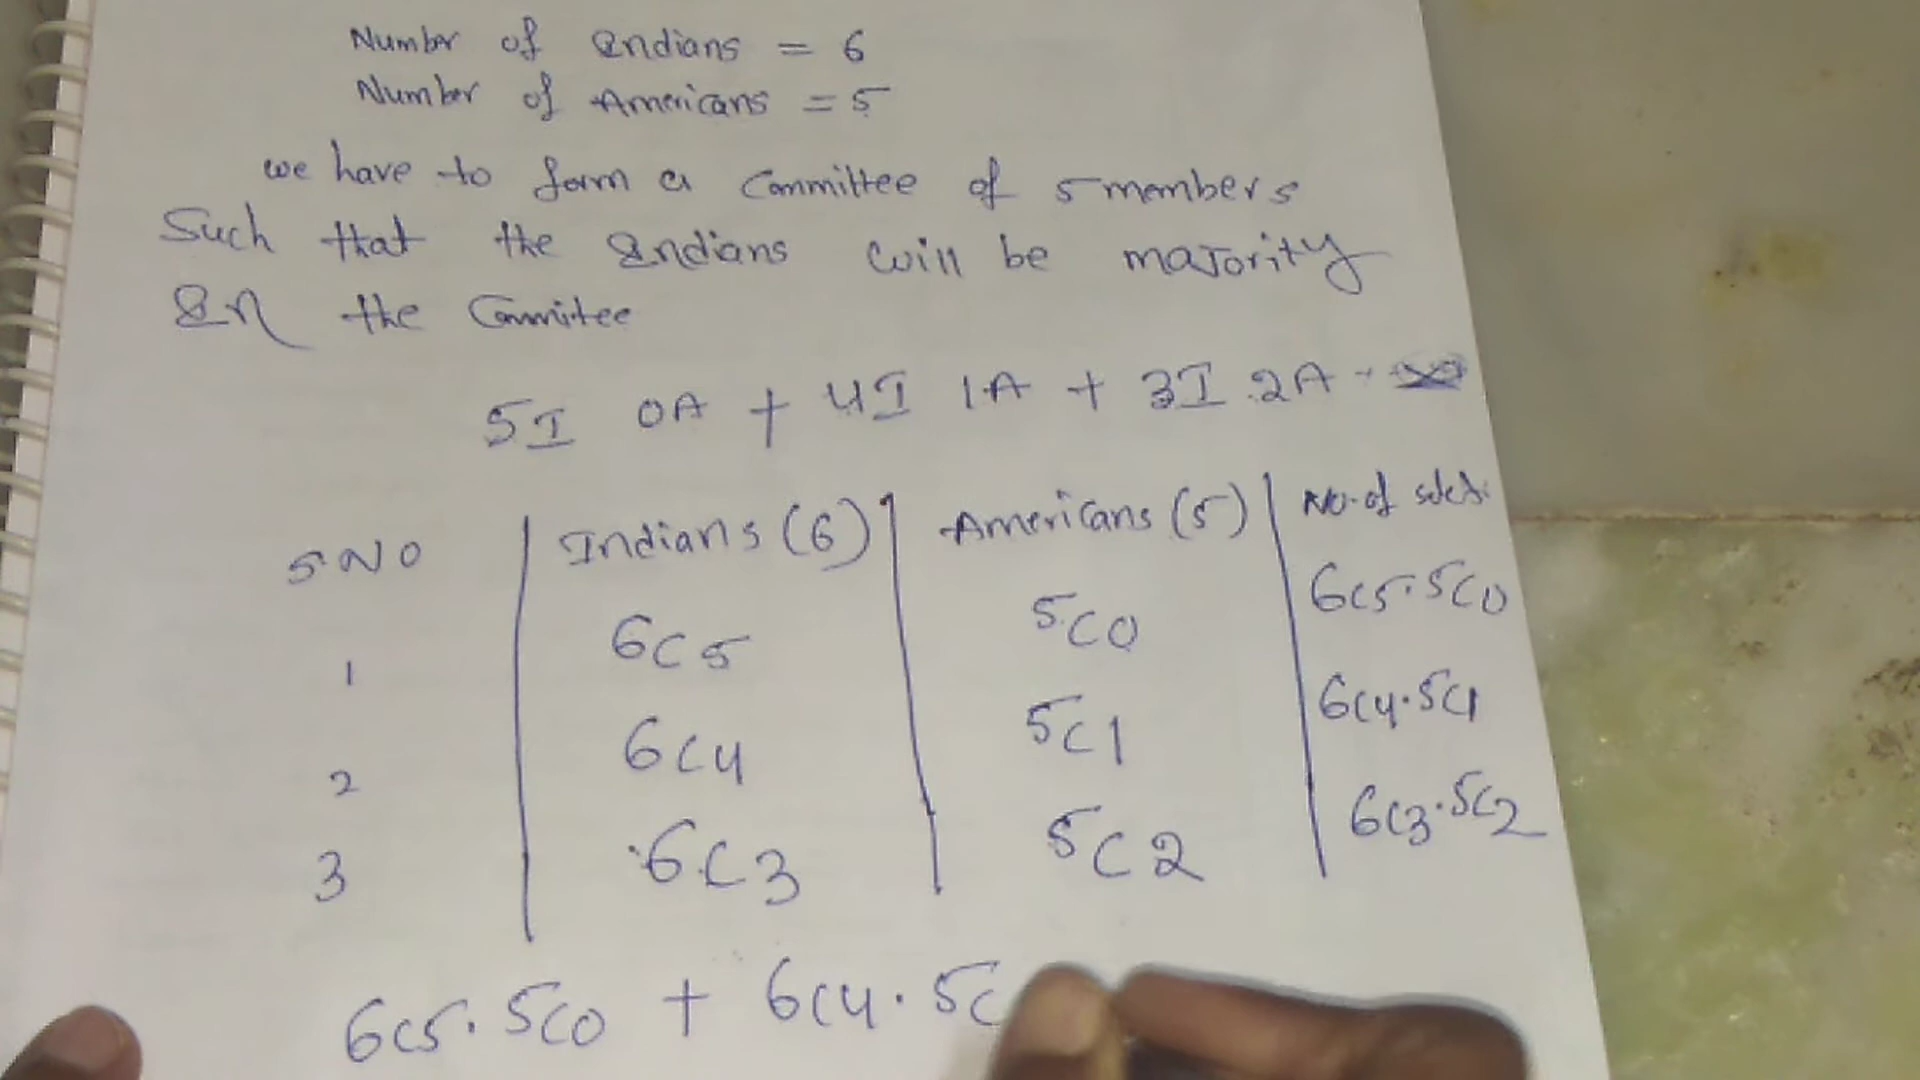 Number of Indians = 6
Number of Americans = 5
we have to form a Committee of 5 members
Such that the Indians will be majority
In the Commitee
5I 0A + 4I 1A + 3I 2A
SNO Indians (6) Americans (5) No. of select.
1 6C5 5C0 6C5·5C0
2 6C4 5C1 6C4·5C1
3 6C3 5C2 6C3·5C2
6C5·5C0 + 6C4·5C